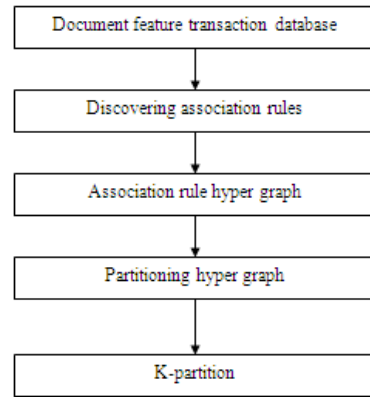 Document feature transaction database
Discovering association rules
Association rule hyper graph
Partitioning hyper graph
K-partition